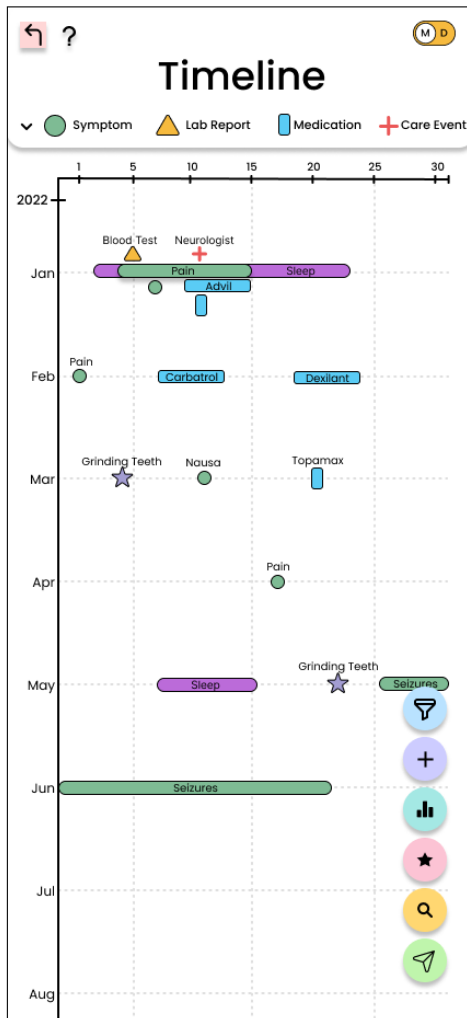 ?
M D
Timeline
Symptom Lab Report Medication Care Event
1 5 10 15 20 30
2022
Blood Test Neurologist
Jan Pain Sleep
Advil
Pain
Feb Carbatrol Dexilant
Grinding Teeth Nausa Topamax
Mar
Pain
Apr
Grinding Teeth
May Sleep Seizures
Jun Seizures
Jul
Aug